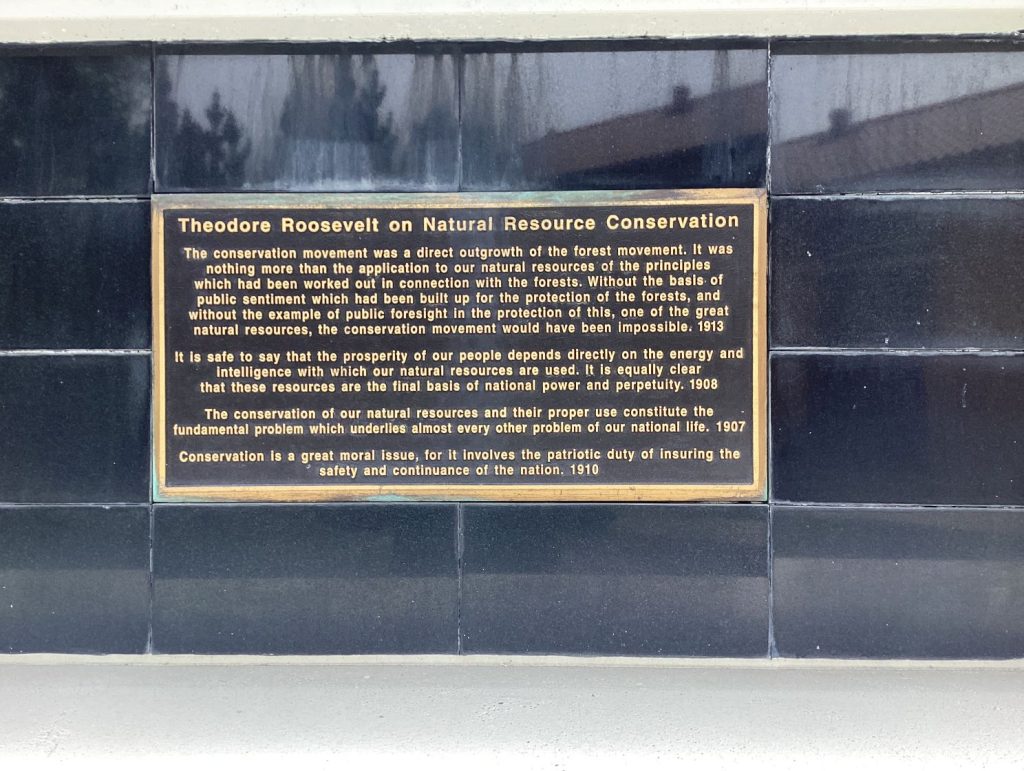 Theodore Roosevelt on Natural Resource Conservation
The conservation movement was a direct outgrowth of the forest movement. It was
nothing more than the application to our natural resources of the principles
which had been worked out in connection with the forests. Without the basis of
public sentiment which had been built up for the protection of the forests, and
without the example of public foresight in the protection of this, one of the great
natural resources, the conservation movement would have been impossible. 1913
It is safe to say that the prosperity of our people depends directly on the energy and
intelligence with which our natural resources are used. It is equally clear
that these resources are the final basis of national power and perpetuity. 1908
The conservation of our natural resources and their proper use constitute the
fundamental problem which underlies almost every other problem of our national life. 1907
Conservation is a great moral issue, for it involves the patriotic duty of insuring the
safety and continuance of the nation. 1910